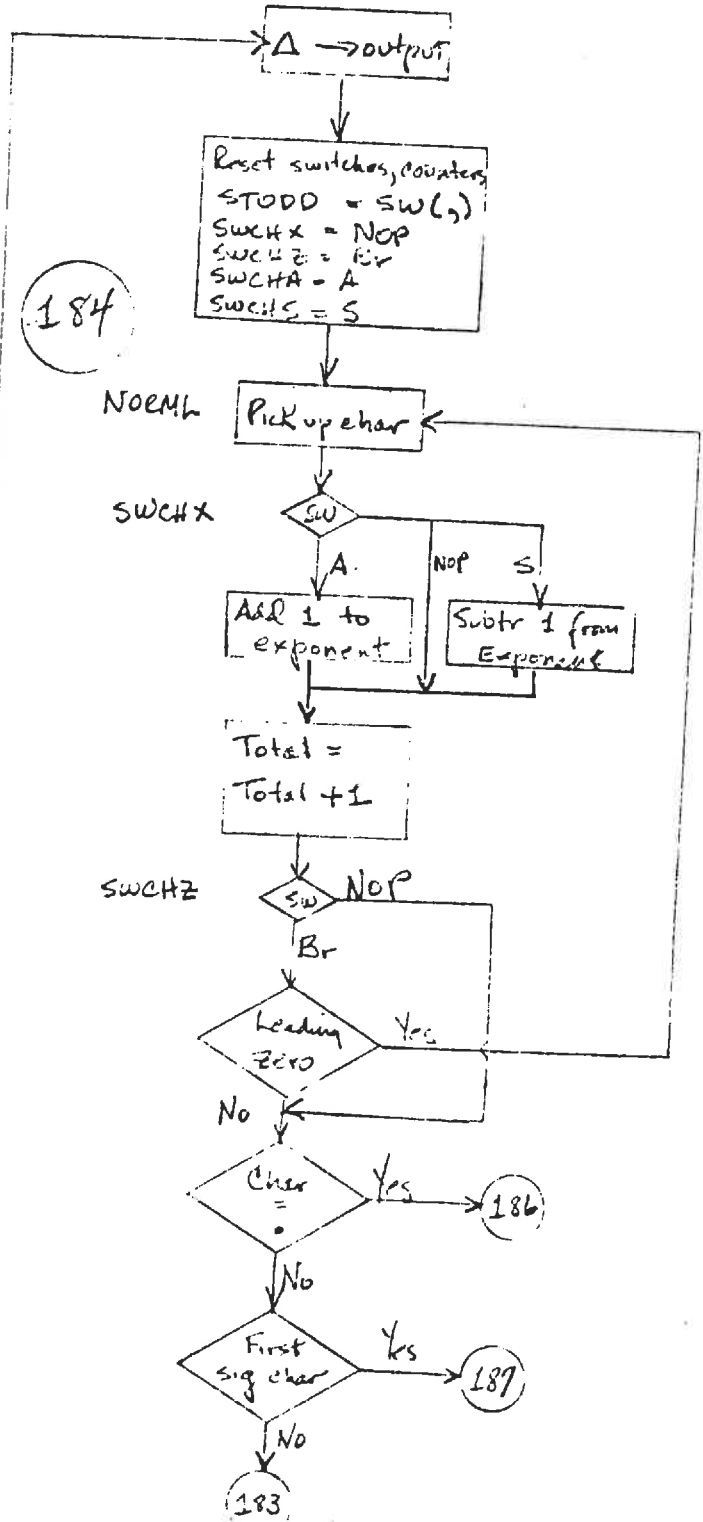 Δ → output
Reset switches, counters
STODD = SW(,)
SWCHX = NOP
SWCHZ = Br
SWCHA = A
SWCHS = S
184
NORML
Pick up char
SWCHX
SW
A
NOP
S
Add 1 to
exponent
Subtr 1 from
Exponent
Total =
Total + 1
SWCHZ
SW
NOP
Br
Leading
zero
Yes
No
Char
=
.
Yes
186
No
First
sig char
Yes
187
No
183